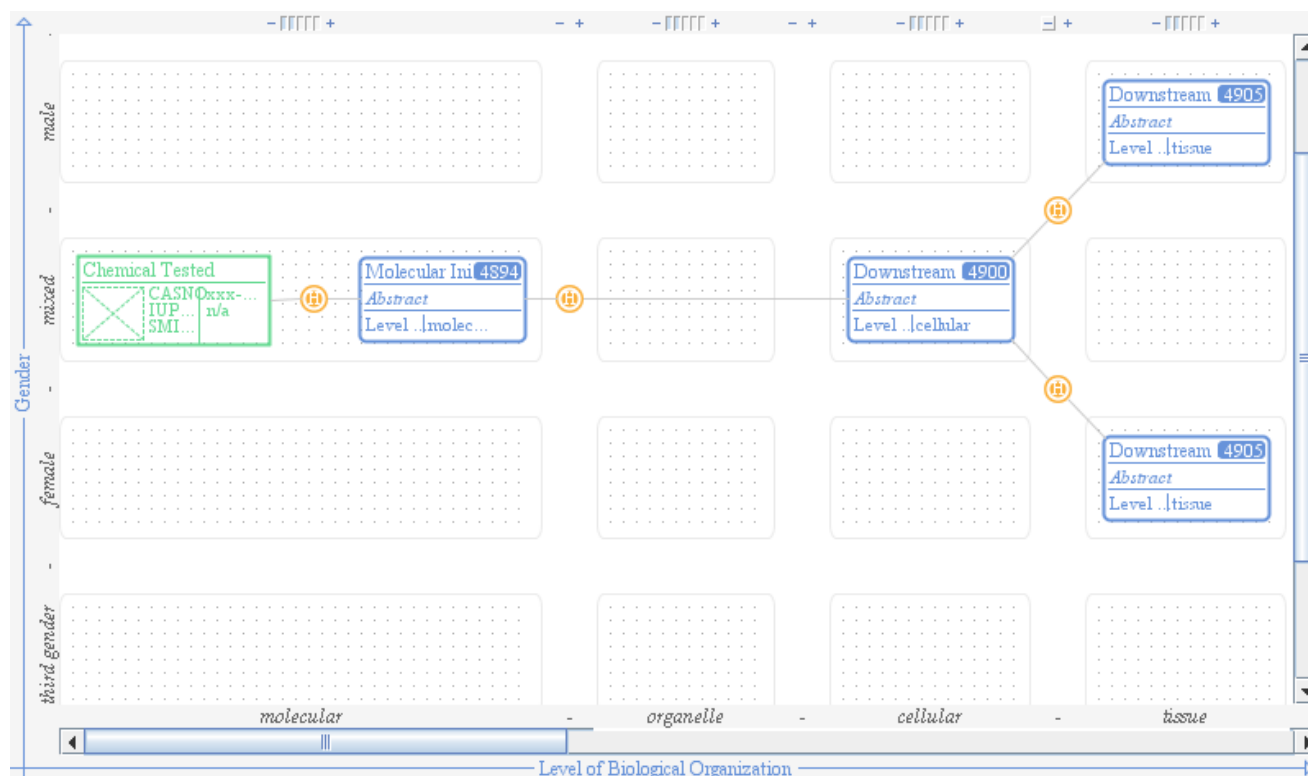 - +
- +
- +
- +
- +
- +
- +
male
Downstream 4905
Abstract
Level ..tissue
-
mixed
Chemical Tested
CASNO xxx-...
IUP... n/a
SMI...
H
Molecular Ini 4894
Abstract
Level ..molec...
H
Downstream 4900
Abstract
Level ..cellular
H
-
Gender
H
female
Downstream 4905
Abstract
Level ..tissue
-
third gender
molecular - organelle - cellular - tissue
Level of Biological Organization